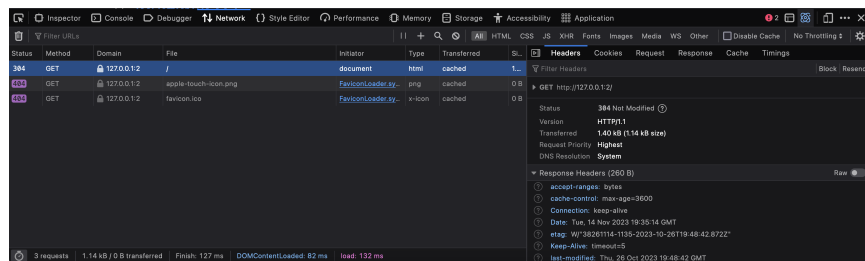 Inspector Console Debugger Network Style Editor Performance Memory Storage Accessibility Application 2
Filter URLs All HTML CSS JS XHR Fonts Images Media WS Other Disable Cache No Throttling
Status Method Domain File Initiator Type Transferred Si...
304 GET 127.0.0.1:2 / document html cached 1....
404 GET 127.0.0.1:2 apple-touch-icon.png FaviconLoader.sy... png cached 0 B
404 GET 127.0.0.1:2 favicon.ico FaviconLoader.sy... x-icon cached 0 B
3 requests 1.14 kB / 0 B transferred Finish: 127 ms DOMContentLoaded: 82 ms load: 132 ms
Headers Cookies Request Response Cache Timings
Filter Headers Block Resend
GET http://127.0.0.1:2/
Status 304 Not Modified
Version HTTP/1.1
Transferred 1.40 kB (1.14 kB size)
Request Priority Highest
DNS Resolution System
Response Headers (260 B) Raw
accept-ranges: bytes
cache-control: max-age=3600
Connection: keep-alive
Date: Tue, 14 Nov 2023 19:35:14 GMT
etag: W/"38261114-1135-2023-10-26T19:48:42.872Z"
Keep-Alive: timeout=5
last-modified: Thu, 26 Oct 2023 19:48:42 GMT